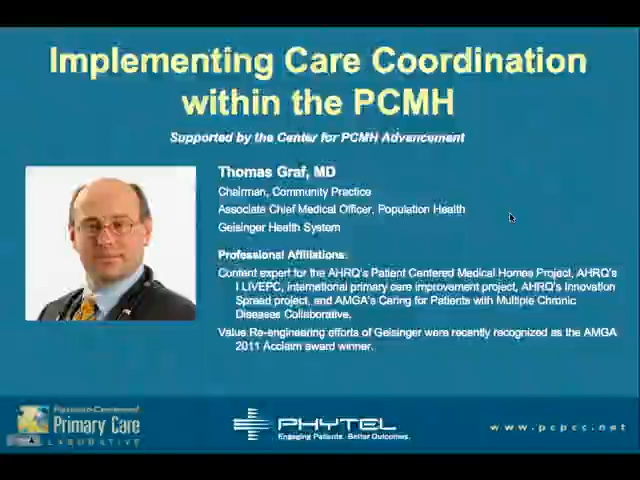 Implementing Care Coordination
within the PCMH
Supported by the Center for PCMH Advancement
Thomas Graf, MD
Chairman, Community Practice
Associate Chief Medical Officer, Population Health
Geisinger Health System
Professional Affiliations
Content expert for the AHRQ's Patient Centered Medical Homes Project, AHRQ's
I LIVEPC, international primary care improvement project, AHRQ's Innovation
Spread project, and AMGA's Caring for Patients with Multiple Chronic
Diseases Collaborative.
Value Re-engineering efforts of Geisinger were recently recognized as the AMGA
2011 Acclaim award winner.
Patient-Centered
Primary Care
LABORATIVE
PHYTEL
Engaging Patients. Better Outcomes.
www.pcpcc.net